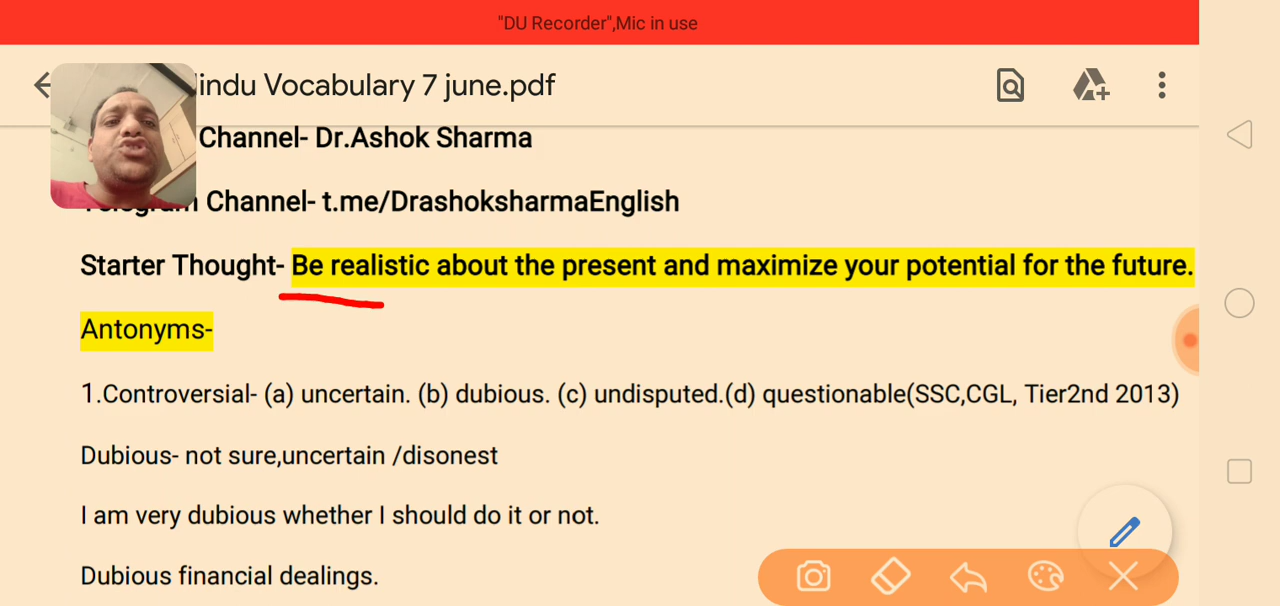 "DU Recorder",Mic in use
indu Vocabulary 7 june.pdf
Channel- Dr.Ashok Sharma
Channel- t.me/DrashoksharmaEnglish
Starter Thought- Be realistic about the present and maximize your potential for the future.
Antonyms-
1.Controversial- (a) uncertain. (b) dubious. (c) undisputed.(d) questionable(SSC,CGL, Tier2nd 2013)
Dubious- not sure,uncertain /disonest
I am very dubious whether I should do it or not.
Dubious financial dealings.